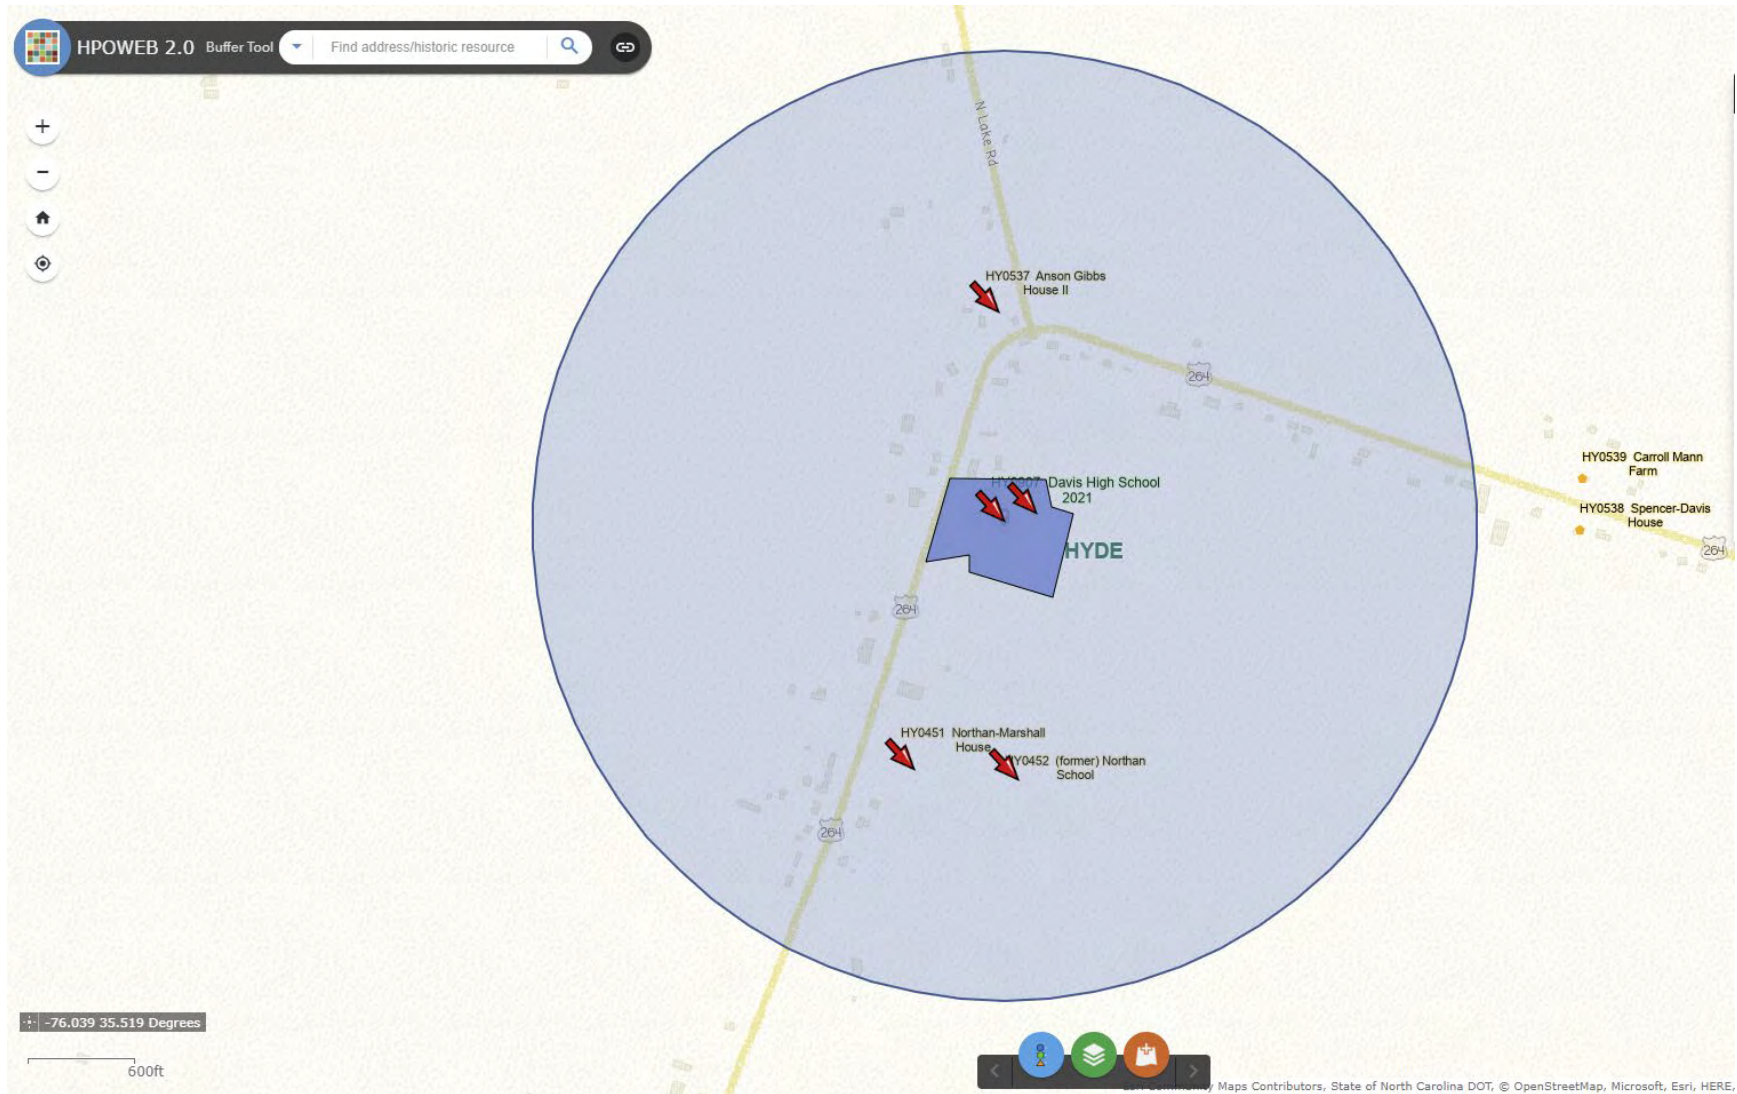 HPOWEB 2.0 Buffer Tool Find address/historic resource
N Lake Rd
HY0537 Anson Gibbs
House II
264
HY0539 Carroll Mann
Farm
Davis High School
2021
HY0538 Spencer-Davis
House
264
HYDE
264
HY0451 Northan-Marshall
House
HY0452 (former) Northan
School
264
-76.039 35.519 Degrees
600ft
Esri Community Maps Contributors, State of North Carolina DOT, © OpenStreetMap, Microsoft, Esri, HERE,